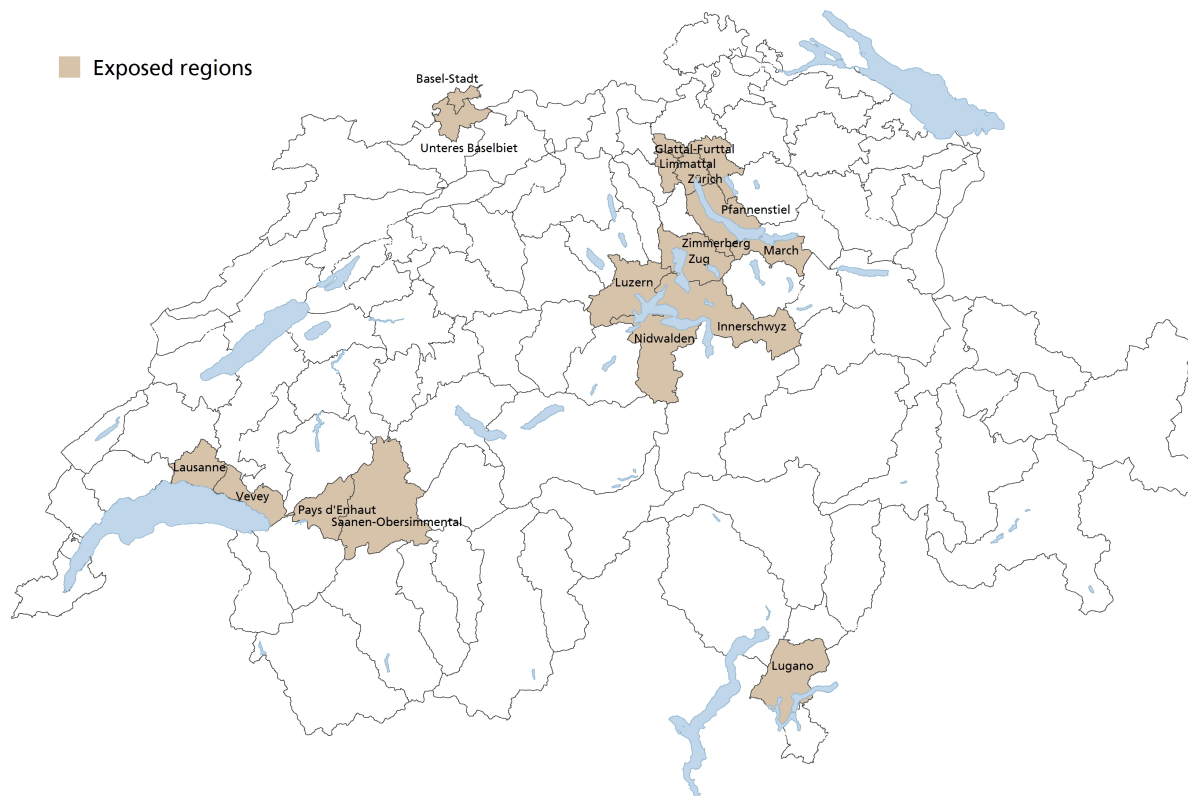 Exposed regions
Basel-Stadt
Unteres Baselbiet
Glattal-Furttal
Limmattal
Zürich
Pfannenstiel
Zimmerberg
March
Zug
Luzern
Innerschwyz
Nidwalden
Lausanne
Vevey
Pays d'Enhaut
Saanen-Obersimmental
Lugano